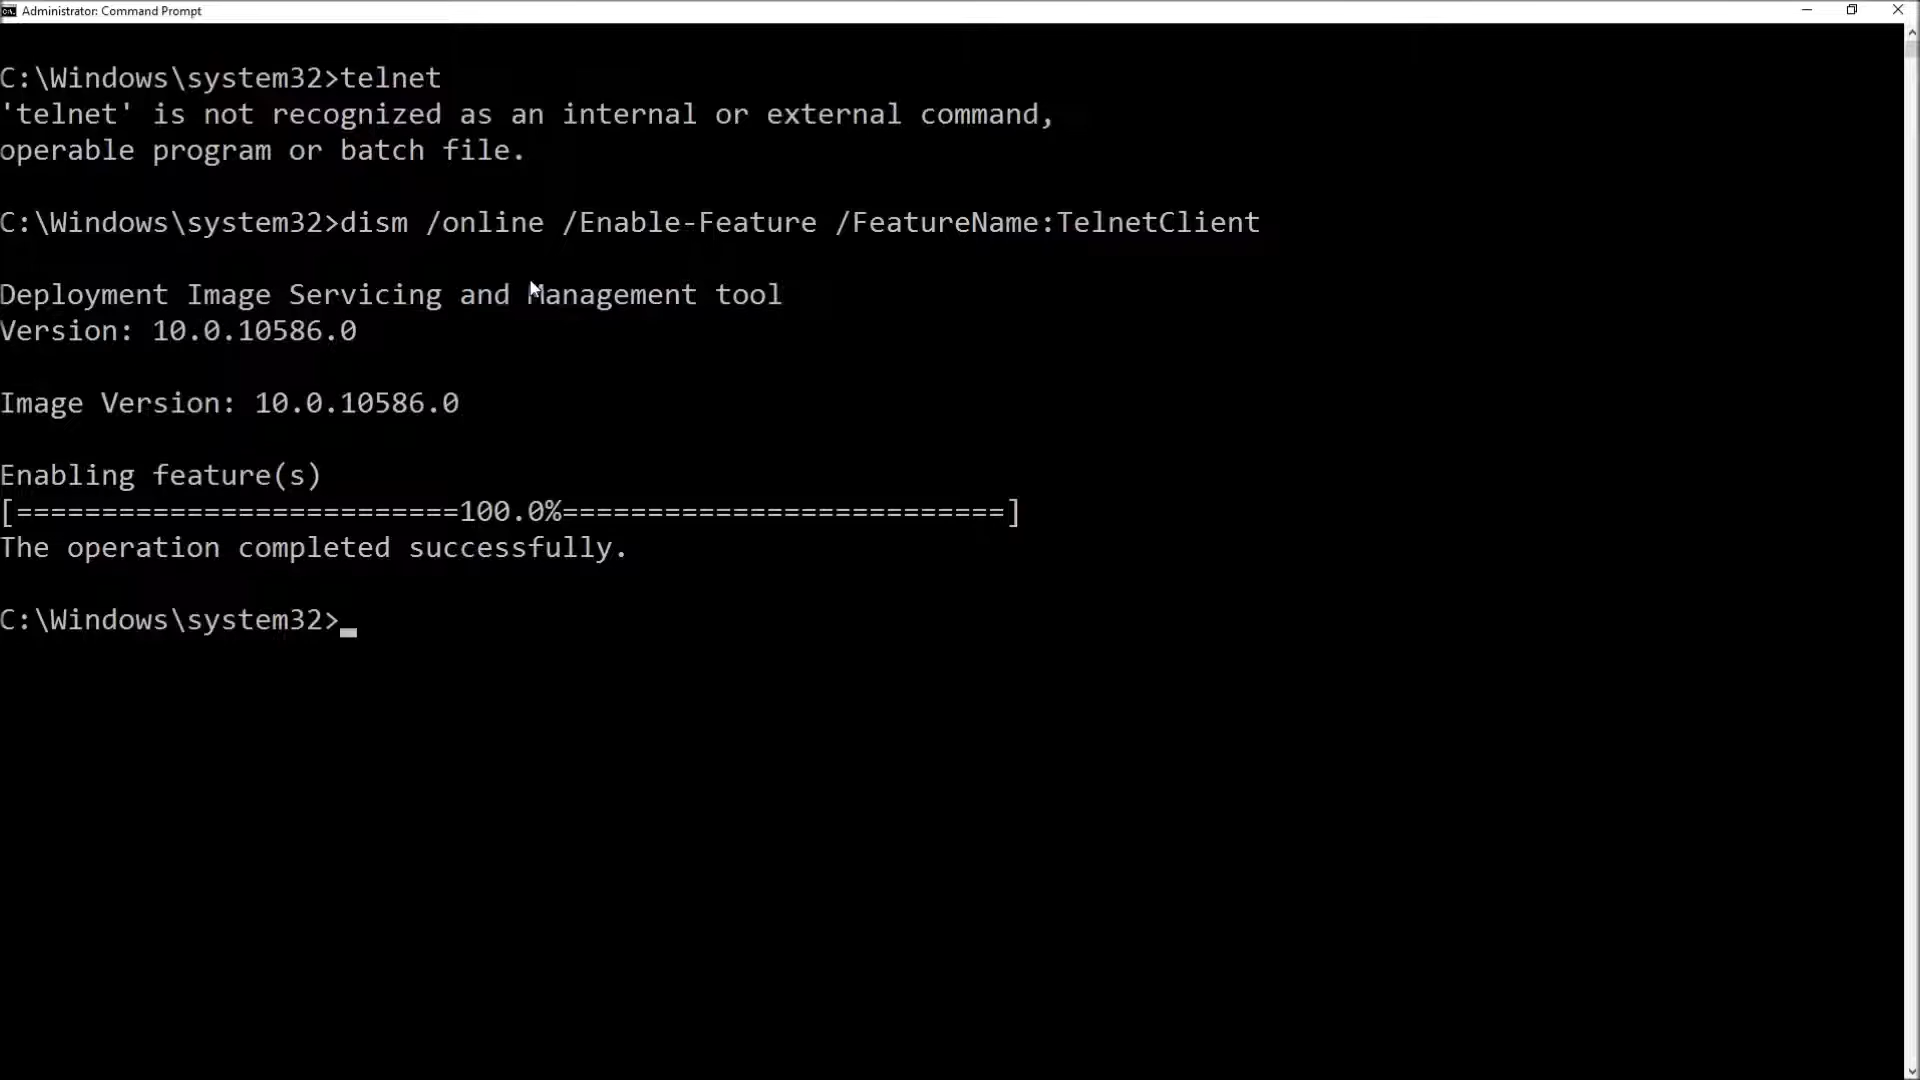 Administrator: Command Prompt
C:\Windows\system32>telnet
'telnet' is not recognized as an internal or external command,
operable program or batch file.
C:\Windows\system32>dism /online /Enable-Feature /FeatureName:TelnetClient
Deployment Image Servicing and Management tool
Version: 10.0.10586.0
Image Version: 10.0.10586.0
Enabling feature(s)
[==========================100.0%==========================]
The operation completed successfully.
C:\Windows\system32>